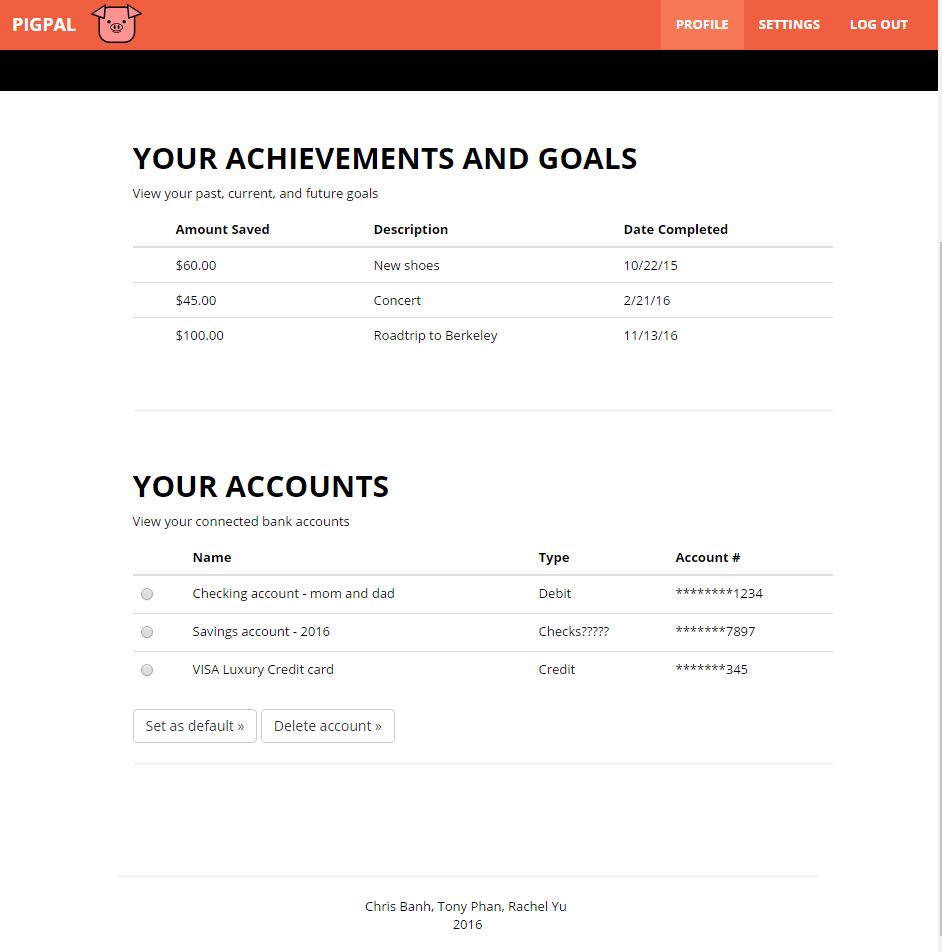 PIGPAL PROFILE SETTINGS LOG OUT
YOUR ACHIEVEMENTS AND GOALS
View your past, current, and future goals
Amount Saved Description Date Completed
$60.00 New shoes 10/22/15
$45.00 Concert 2/21/16
$100.00 Roadtrip to Berkeley 11/13/16
YOUR ACCOUNTS
View your connected bank accounts
Name Type Account #
Checking account - mom and dad Debit ********1234
Savings account - 2016 Checks????? *******7897
VISA Luxury Credit card Credit *******345
Set as default » Delete account »
Chris Banh, Tony Phan, Rachel Yu
2016